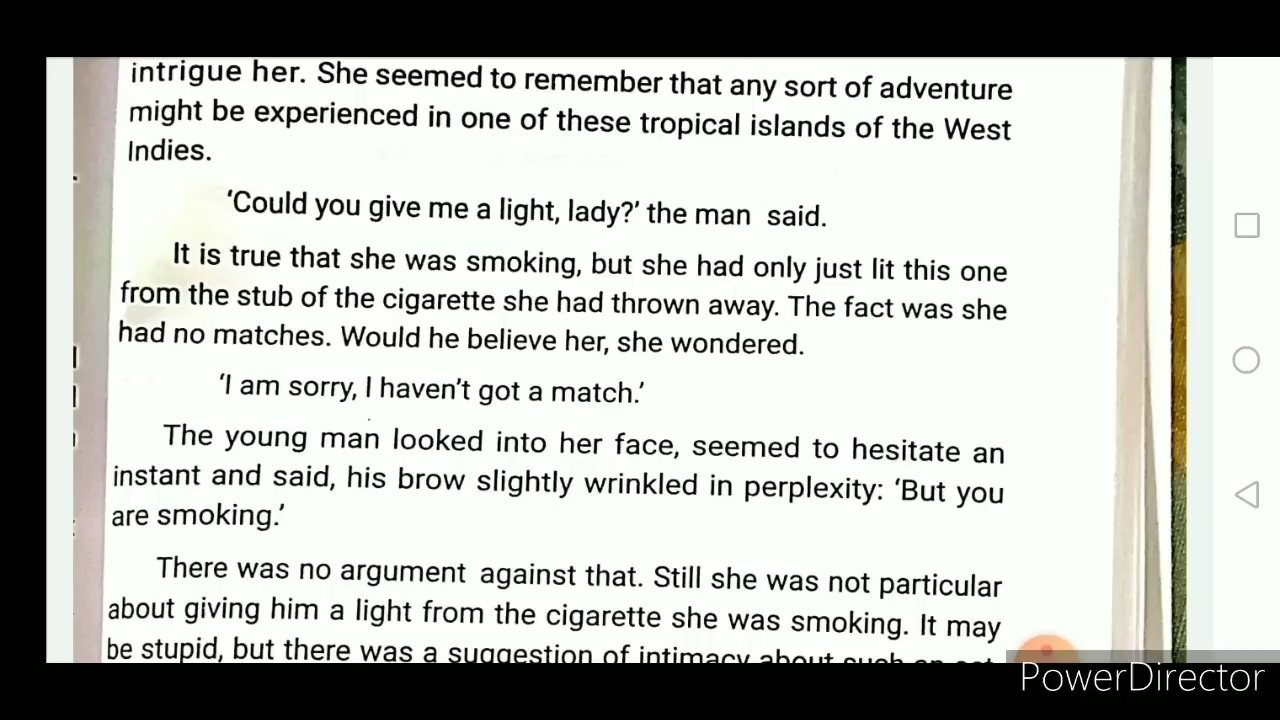 intrigue her. She seemed to remember that any sort of adventure
might be experienced in one of these tropical islands of the West
Indies.
‘Could you give me a light, lady?’ the man said.
It is true that she was smoking, but she had only just lit this one
from the stub of the cigarette she had thrown away. The fact was she
had no matches. Would he believe her, she wondered.
‘I am sorry, I haven’t got a match.’
The young man looked into her face, seemed to hesitate an
instant and said, his brow slightly wrinkled in perplexity: ‘But you
are smoking.’
There was no argument against that. Still she was not particular
about giving him a light from the cigarette she was smoking. It may
be stupid, but there was a suggestion of intimacy about such an act,
PowerDirector